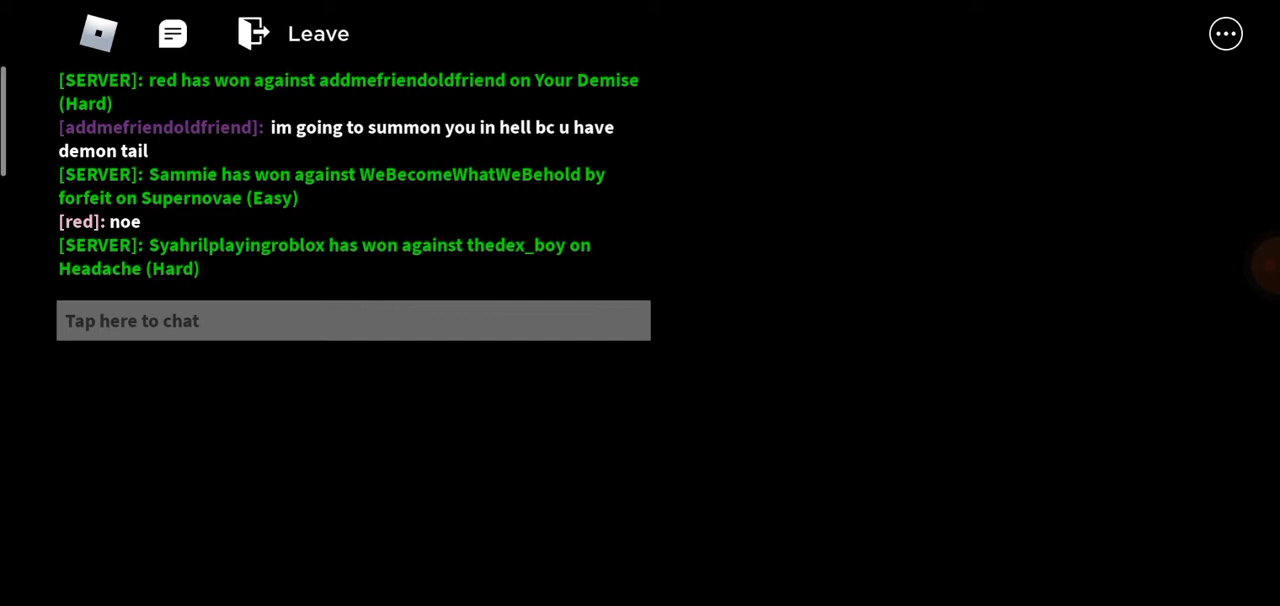 Leave
[SERVER]: red has won against addmefriendoldfriend on Your Demise
(Hard)
[addmefriendoldfriend]: im going to summon you in hell bc u have
demon tail
[SERVER]: Sammie has won against WeBecomeWhatWeBehold by
forfeit on Supernovae (Easy)
[red]: noe
[SERVER]: Syahrilplayingroblox has won against thedex_boy on
Headache (Hard)
Tap here to chat